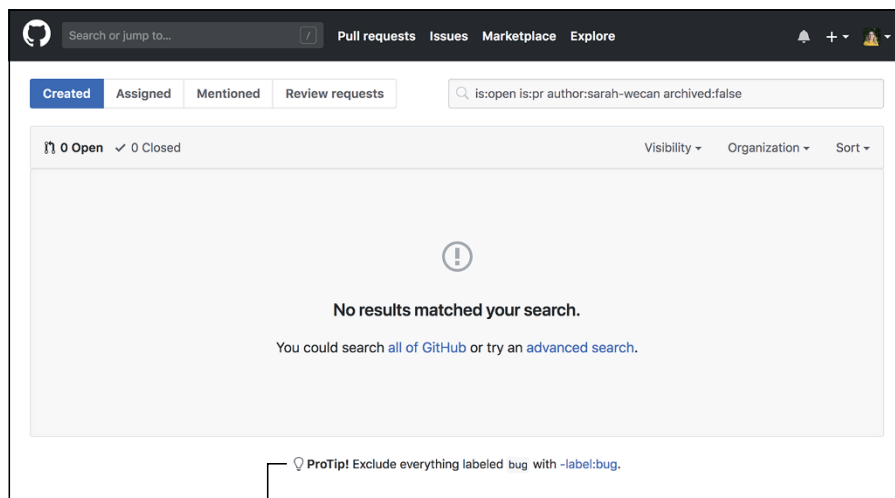 Search or jump to... / Pull requests Issues Marketplace Explore
Created Assigned Mentioned Review requests is:open is:pr author:sarah-wecan archived:false
0 Open 0 Closed Visibility Organization Sort
No results matched your search.
You could search all of GitHub or try an advanced search.
ProTip! Exclude everything labeled bug with -label:bug.